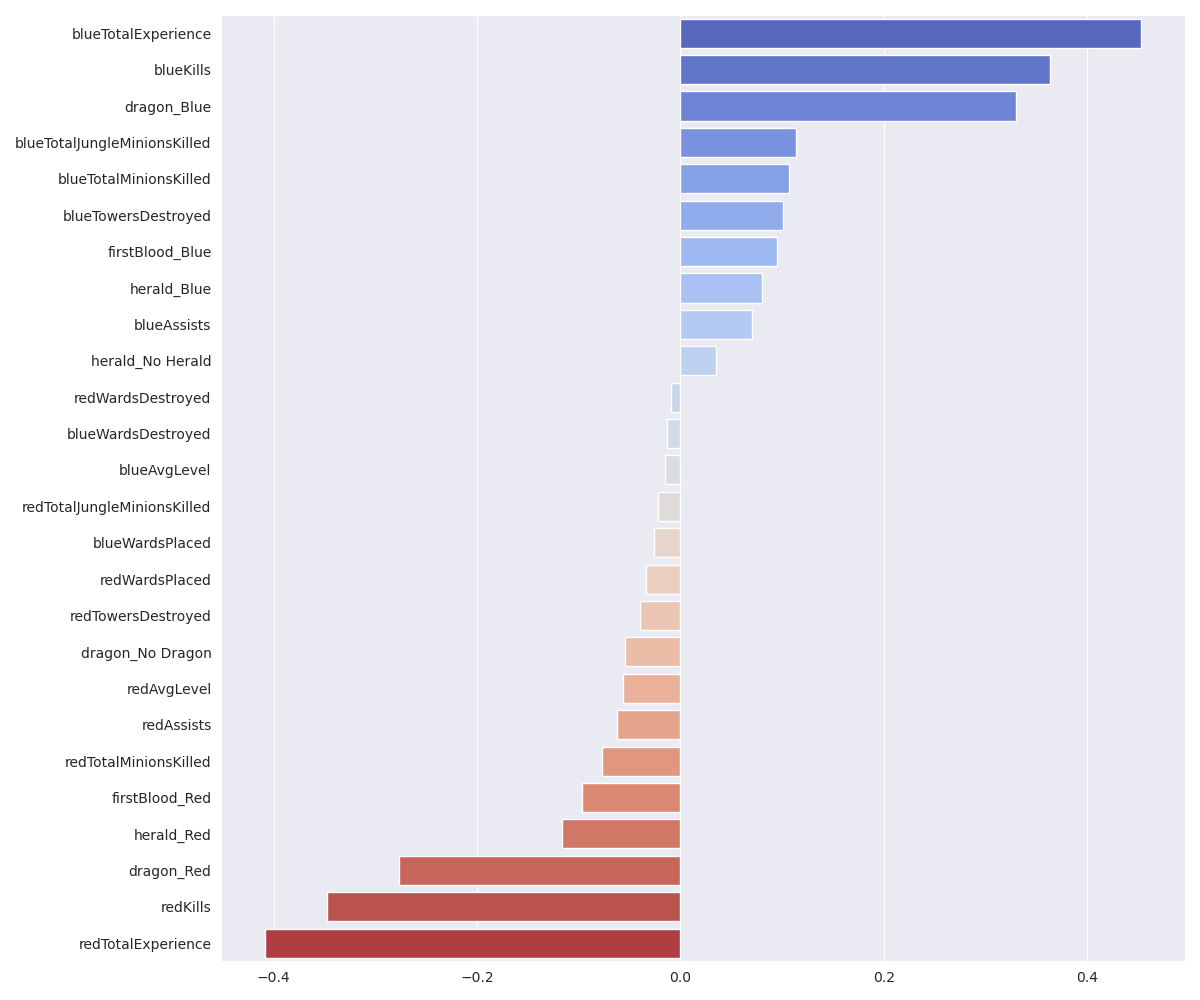 blueTotalExperience
blueKills
dragon_Blue
blueTotalJungleMinionsKilled
blueTotalMinionsKilled
blueTowersDestroyed
firstBlood_Blue
herald_Blue
blueAssists
herald_No Herald
redWardsDestroyed
blueWardsDestroyed
blueAvgLevel
redTotalJungleMinionsKilled
blueWardsPlaced
redWardsPlaced
redTowersDestroyed
dragon_No Dragon
redAvgLevel
redAssists
redTotalMinionsKilled
firstBlood_Red
herald_Red
dragon_Red
redKills
redTotalExperience
−0.4 −0.2 0.0 0.2 0.4